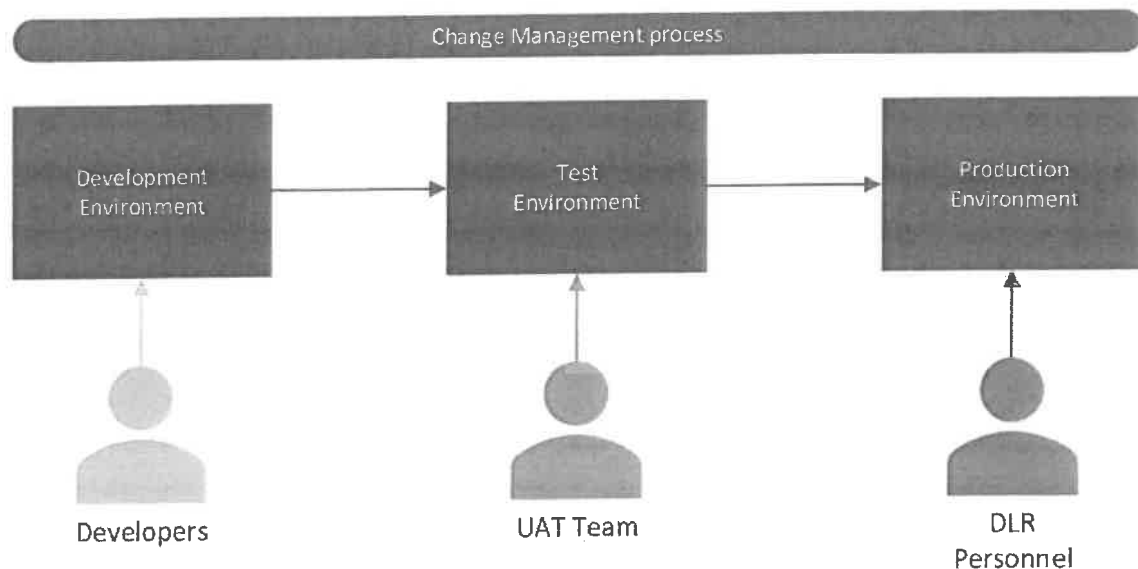 Change Management process
Development
Environment
Test
Environment
Production
Environment
Developers
UAT Team
DLR
Personnel